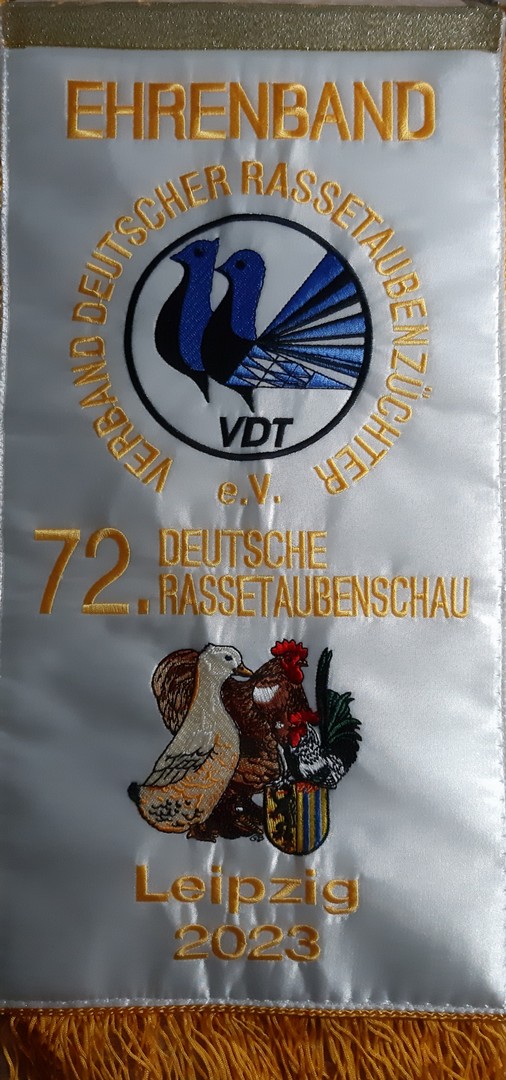 EHRENBAND
VERBAND DEUTSCHER RASSETAUBENZÜCHTER
VDT
e.V.
72. DEUTSCHE
RASSETAUBENSCHAU
Leipzig
2023